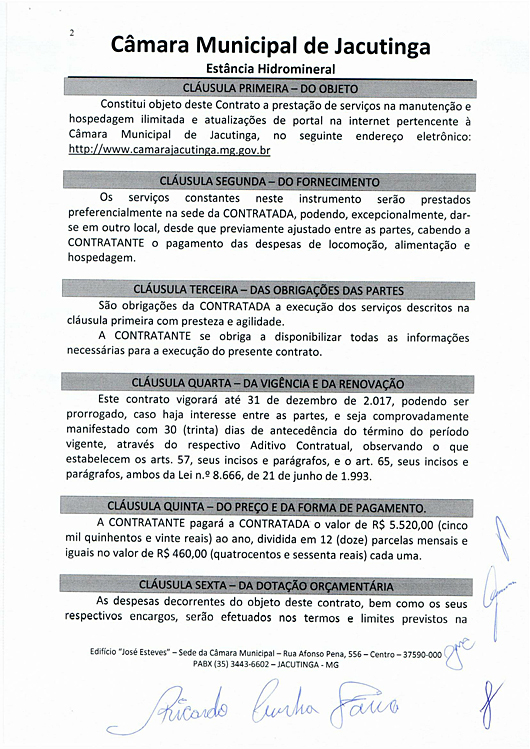 2
Câmara Municipal de Jacutinga
Estância Hidromineral
CLÁUSULA PRIMEIRA – DO OBJETO
Constitui objeto deste Contrato a prestação de serviços na manutenção e
hospedagem ilimitada e atualizações de portal na internet pertencente à
Câmara Municipal de Jacutinga, no seguinte endereço eletrônico:
http://www.camarajacutinga.mg.gov.br
CLÁUSULA SEGUNDA – DO FORNECIMENTO
Os serviços constantes neste instrumento serão prestados
preferencialmente na sede da CONTRATADA, podendo, excepcionalmente, dar-
se em outro local, desde que previamente ajustado entre as partes, cabendo a
CONTRATANTE o pagamento das despesas de locomoção, alimentação e
hospedagem.
CLÁUSULA TERCEIRA – DAS OBRIGAÇÕES DAS PARTES
São obrigações da CONTRATADA a execução dos serviços descritos na
cláusula primeira com presteza e agilidade.
A CONTRATANTE se obriga a disponibilizar todas as informações
necessárias para a execução do presente contrato.
CLÁUSULA QUARTA – DA VIGÊNCIA E DA RENOVAÇÃO
Este contrato vigorará até 31 de dezembro de 2.017, podendo ser
prorrogado, caso haja interesse entre as partes, e seja comprovadamente
manifestado com 30 (trinta) dias de antecedência do término do período
vigente, através do respectivo Aditivo Contratual, observando o que
estabelecem os arts. 57, seus incisos e parágrafos, e o art. 65, seus incisos e
parágrafos, ambos da Lei n.º 8.666, de 21 de junho de 1.993.
CLÁUSULA QUINTA – DO PREÇO E DA FORMA DE PAGAMENTO.
A CONTRATANTE pagará a CONTRATADA o valor de R$ 5.520,00 (cinco
mil quinhentos e vinte reais) ao ano, dividida em 12 (doze) parcelas mensais e
iguais no valor de R$ 460,00 (quatrocentos e sessenta reais) cada uma.
CLÁUSULA SEXTA – DA DOTAÇÃO ORÇAMENTÁRIA
As despesas decorrentes do objeto deste contrato, bem como os seus
respectivos encargos, serão efetuados nos termos e limites previstos na
Edifício "José Esteves" – Sede da Câmara Municipal – Rua Afonso Pena, 556 – Centro – 37590-000
PABX (35) 3443-6602 – JACUTINGA - MG
Ricardo Cunha